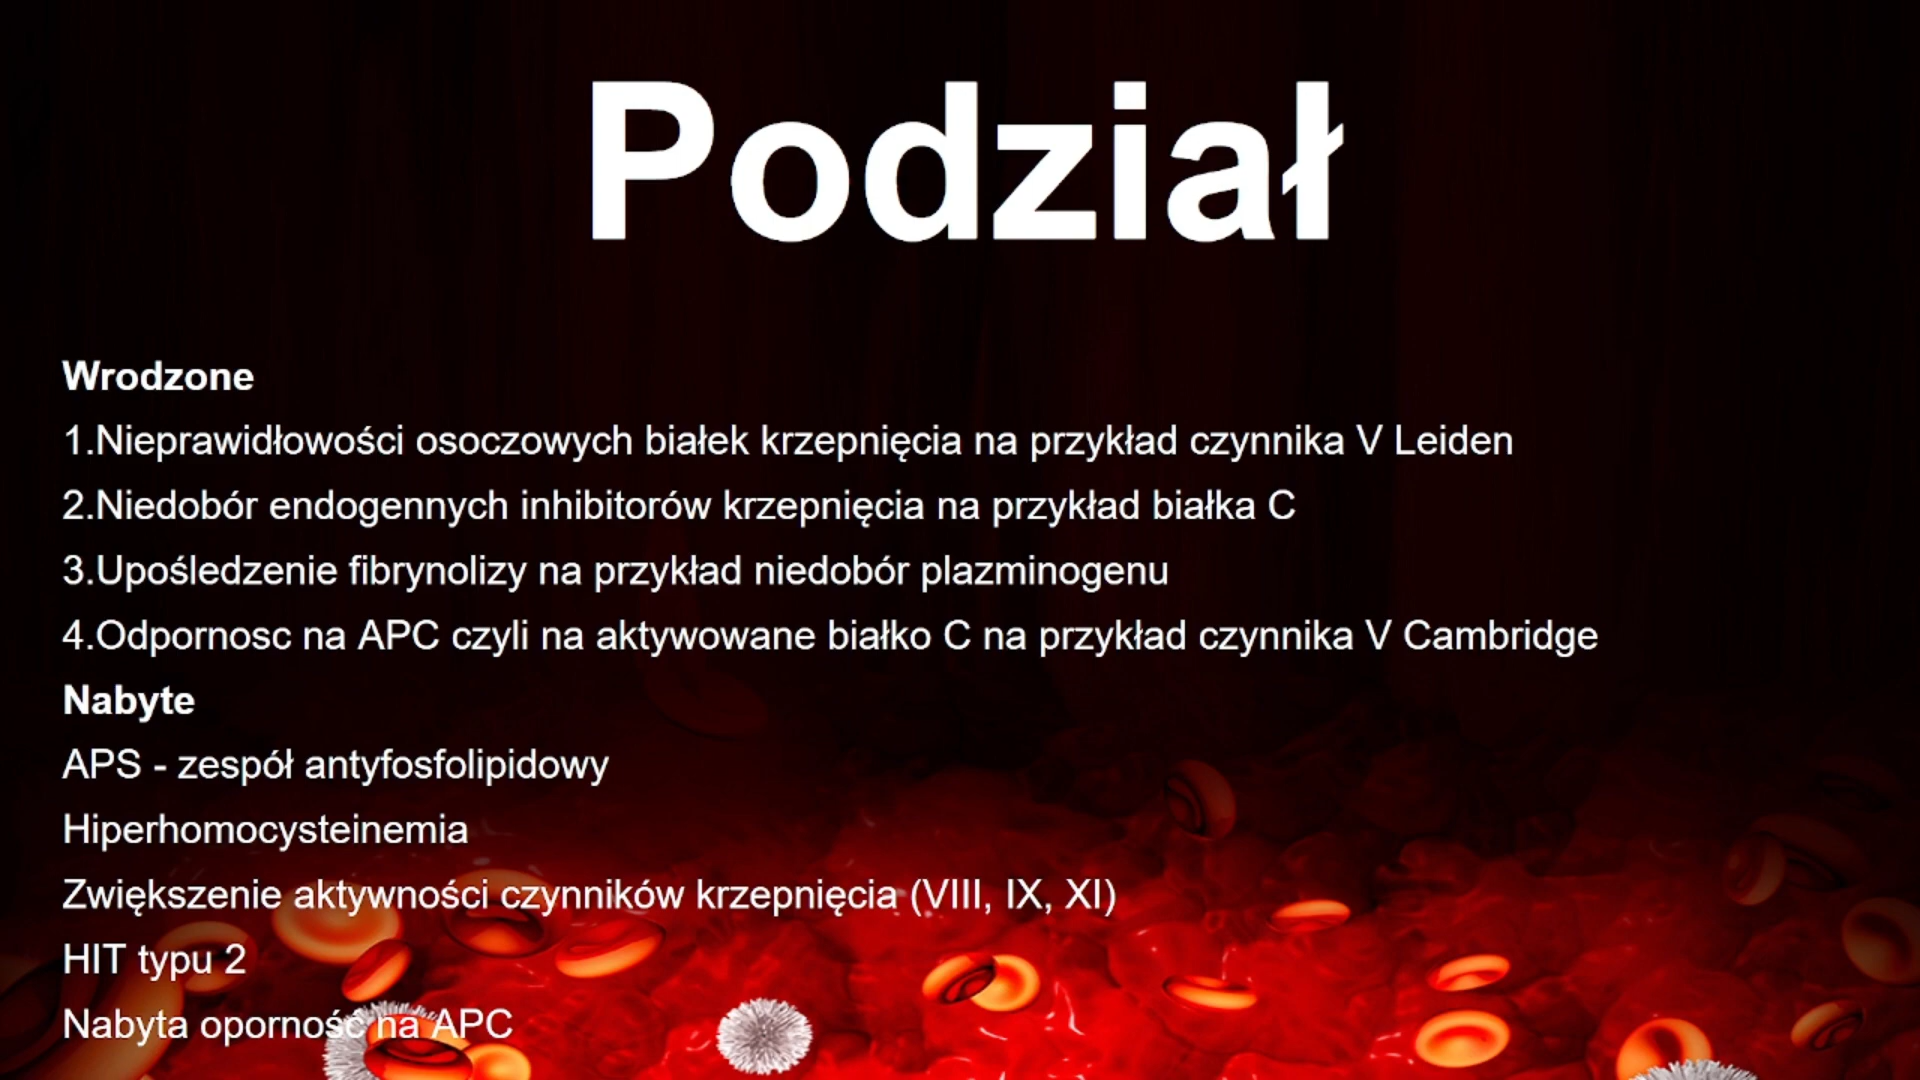 Podział
Wrodzone
1.Nieprawidłowości osoczowych białek krzepnięcia na przykład czynnika V Leiden
2.Niedobór endogennych inhibitorów krzepnięcia na przykład białka C
3.Upośledzenie fibrynolizy na przykład niedobór plazminogenu
4.Odpornosc na APC czyli na aktywowane białko C na przykład czynnika V Cambridge
Nabyte
APS - zespół antyfosfolipidowy
Hiperhomocysteinemia
Zwiększenie aktywności czynników krzepnięcia (VIII, IX, XI)
HIT typu 2
Nabyta oporność na APC